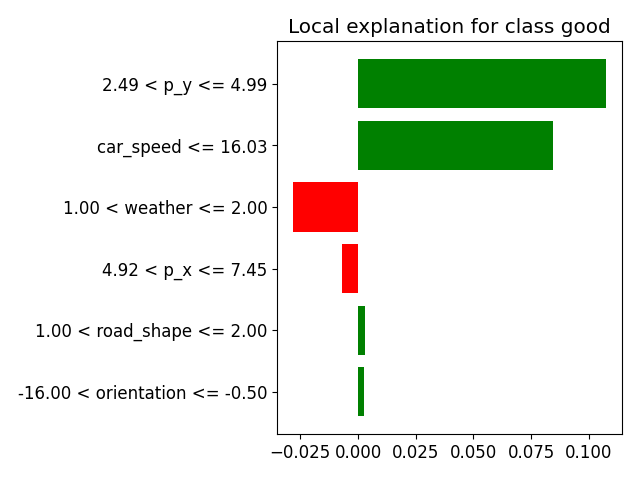 Local explanation for class good
2.49 < p_y <= 4.99
car_speed <= 16.03
1.00 < weather <= 2.00
4.92 < p_x <= 7.45
1.00 < road_shape <= 2.00
-16.00 < orientation <= -0.50
−0.025 0.000 0.025 0.050 0.075 0.100